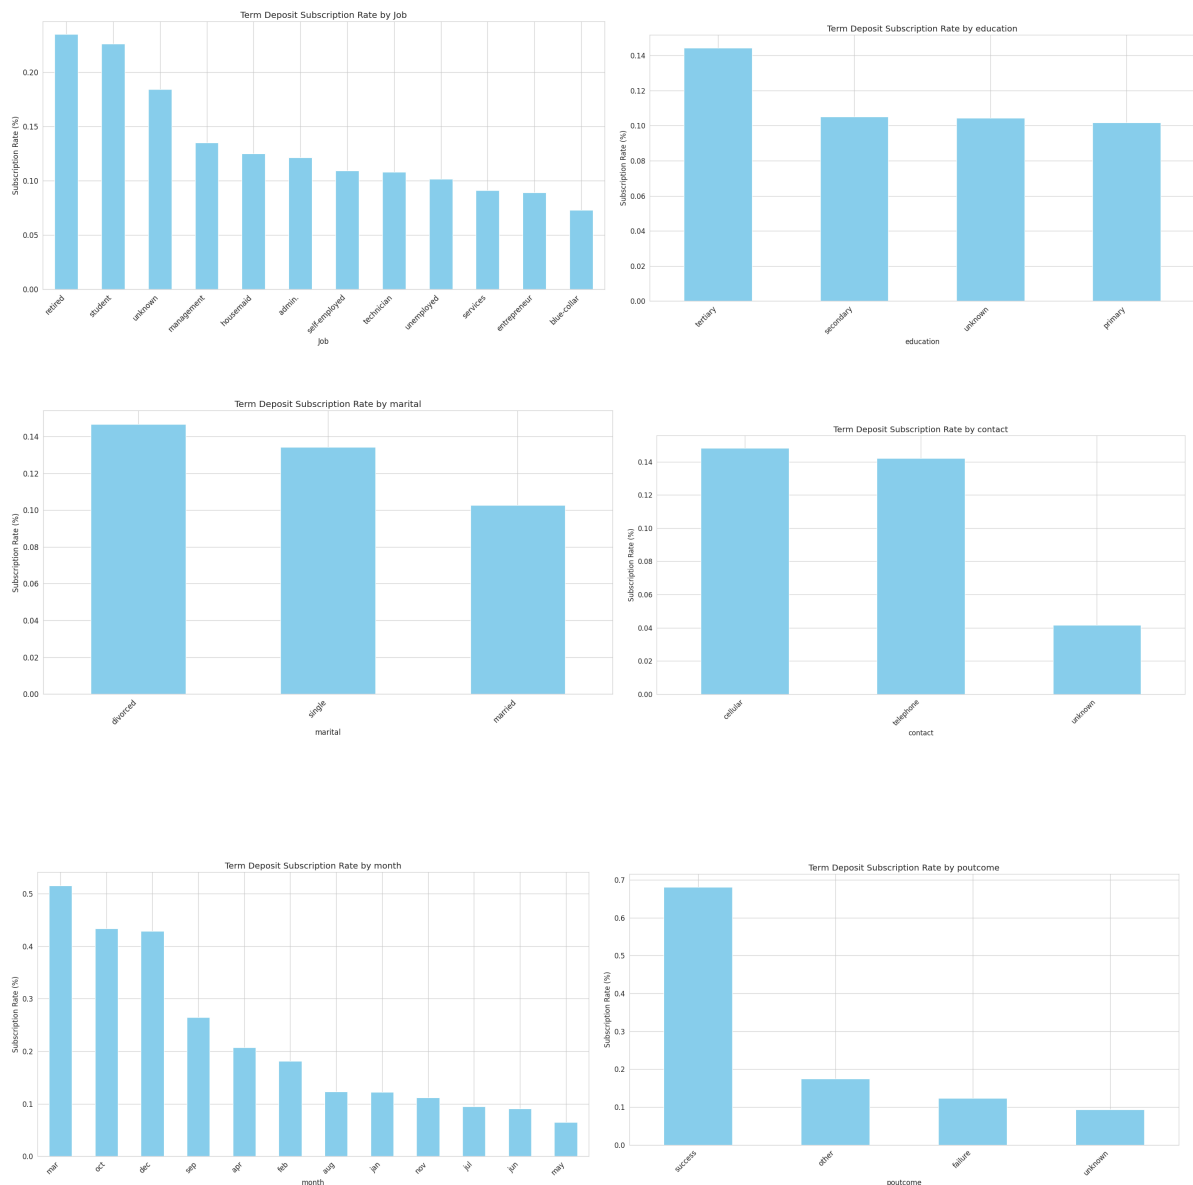 Term Deposit Subscription Rate by Job
Subscription Rate (%)
0.20
0.15
0.10
0.05
0.00
retired
student
unknown
management
housemaid
admin.
self-employed
technician
unemployed
services
entrepreneur
blue-collar
Job
Term Deposit Subscription Rate by education
Subscription Rate (%)
0.14
0.12
0.10
0.08
0.06
0.04
0.02
0.00
tertiary
secondary
unknown
primary
education
Term Deposit Subscription Rate by marital
Subscription Rate (%)
0.14
0.12
0.10
0.08
0.06
0.04
0.02
0.00
divorced
single
married
marital
Term Deposit Subscription Rate by contact
Subscription Rate (%)
0.14
0.12
0.10
0.08
0.06
0.04
0.02
0.00
cellular
telephone
unknown
contact
Term Deposit Subscription Rate by month
Subscription Rate (%)
0.5
0.4
0.3
0.2
0.1
0.0
mar
oct
dec
sep
apr
feb
aug
jan
nov
jul
jun
may
month
Term Deposit Subscription Rate by poutcome
Subscription Rate (%)
0.7
0.6
0.5
0.4
0.3
0.2
0.1
0.0
success
other
failure
unknown
poutcome